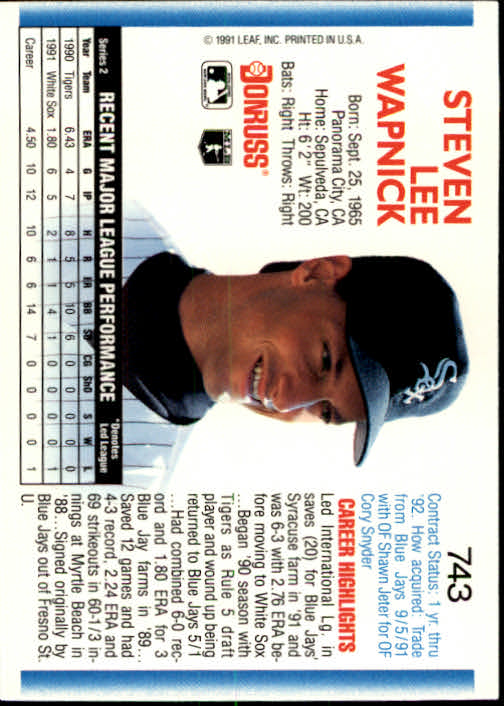 743
STEVEN
LEE
WAPNICK
Born: Sept. 25, 1965
Panorama City, CA
Home: Sepulveda, CA
Ht: 6'2" Wt: 200
Bats: Right Throws: Right
DONRUSS®
MLB
© 1991 LEAF, INC. PRINTED IN U.S.A.
Sox
Contract Status: 1 yr. thru
'92. How acquired: Trade
from Blue Jays 9/5/91
with OF Shawn Jeter for OF
Cory Snyder
CAREER HIGHLIGHTS
Led International Lg. in
saves (20) for Blue Jays'
Syracuse farm in '91 and
was 6-3 with 2.76 ERA be-
fore moving to White Sox
...Began '90 season with
Tigers as Rule 5 draft
player and wound up being
returned to Blue Jays 5/1
...Had combined 6-0 rec-
ord and 1.80 ERA for 3
Blue Jay farms in '89...
Saved 12 games and had
4-3 record, 2.24 ERA and
69 strikeouts in 60-1/3 in-
nings at Myrtle Beach in
'88...Signed originally by
Blue Jays out of Fresno St.
U.
Series 2 RECENT MAJOR LEAGUE PERFORMANCE *Denotes Led League
Year Team ERA G IP H R ER BB SO CG ShO S W L
1990 Tigers 6.43 4 7 8 5 5 10 6 0 0 0 0 0
1991 White Sox 1.80 6 5 2 1 1 4 1 0 0 0 0 1
Career 4.50 10 12 10 6 6 14 7 0 0 0 0 1